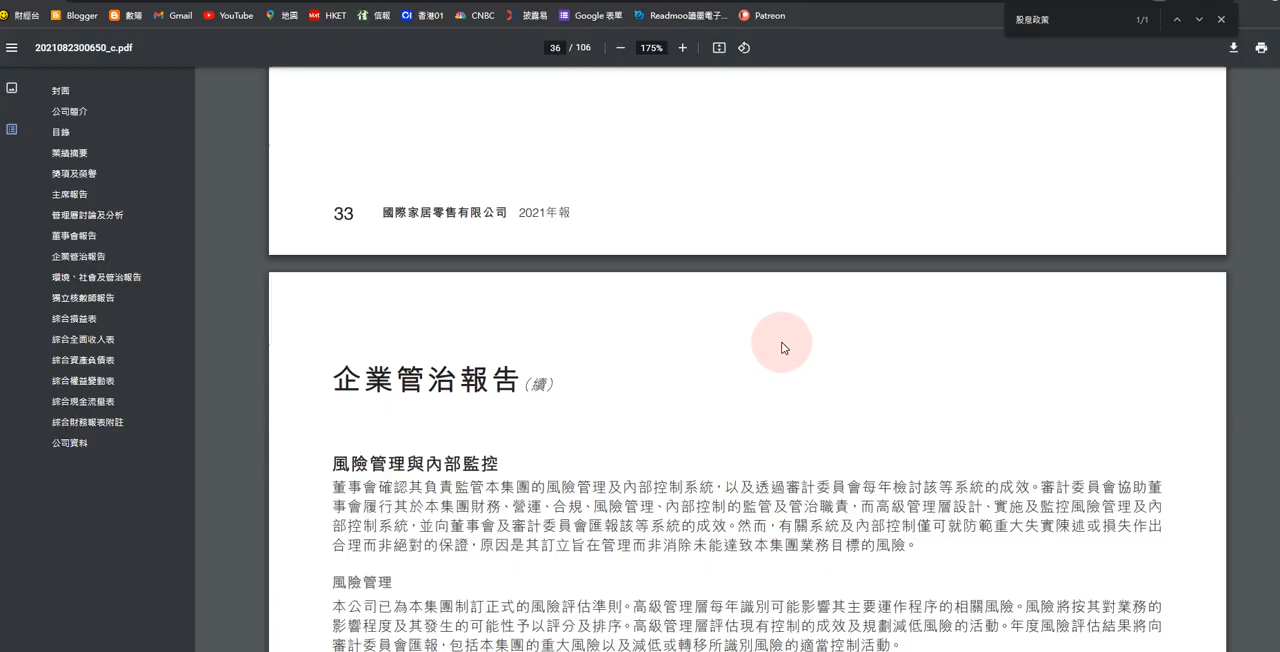 財經台 Blogger 數簿 Gmail YouTube 地圖 HKET 信報 香港01 CNBC 披露易 Google 表單 Readmoo讀墨電子... Patreon
股息政策 1/1
2021082300650_c.pdf 36 / 106 175%
封面
公司簡介
目錄
業績摘要
獎項及榮譽
主席報告
管理層討論及分析
董事會報告
企業管治報告
環境、社會及管治報告
獨立核數師報告
綜合損益表
綜合全面收入表
綜合資產負債表
綜合權益變動表
綜合現金流量表
綜合財務報表附註
公司資料
33 國際家居零售有限公司 2021年報
企業管治報告(續)
風險管理與內部監控
董事會確認其負責監管本集團的風險管理及內部控制系統，以及透過審計委員會每年檢討該等系統的成效。審計委員會協助董
事會履行其於本集團財務、營運、合規、風險管理、內部控制的監管及管治職責，而高級管理層設計、實施及監控風險管理及內
部控制系統，並向董事會及審計委員會匯報該等系統的成效。然而，有關系統及內部控制僅可就防範重大失實陳述或損失作出
合理而非絕對的保證，原因是其訂立旨在管理而非消除未能達致本集團業務目標的風險。
風險管理
本公司已為本集團制訂正式的風險評估準則。高級管理層每年識別可能影響其主要運作程序的相關風險。風險將按其對業務的
影響程度及其發生的可能性予以評分及排序。高級管理層評估現有控制的成效及規劃減低風險的活動。年度風險評估結果將向
審計委員會匯報，包括本集團的重大風險以及減低或轉移所識別風險的適當控制活動。